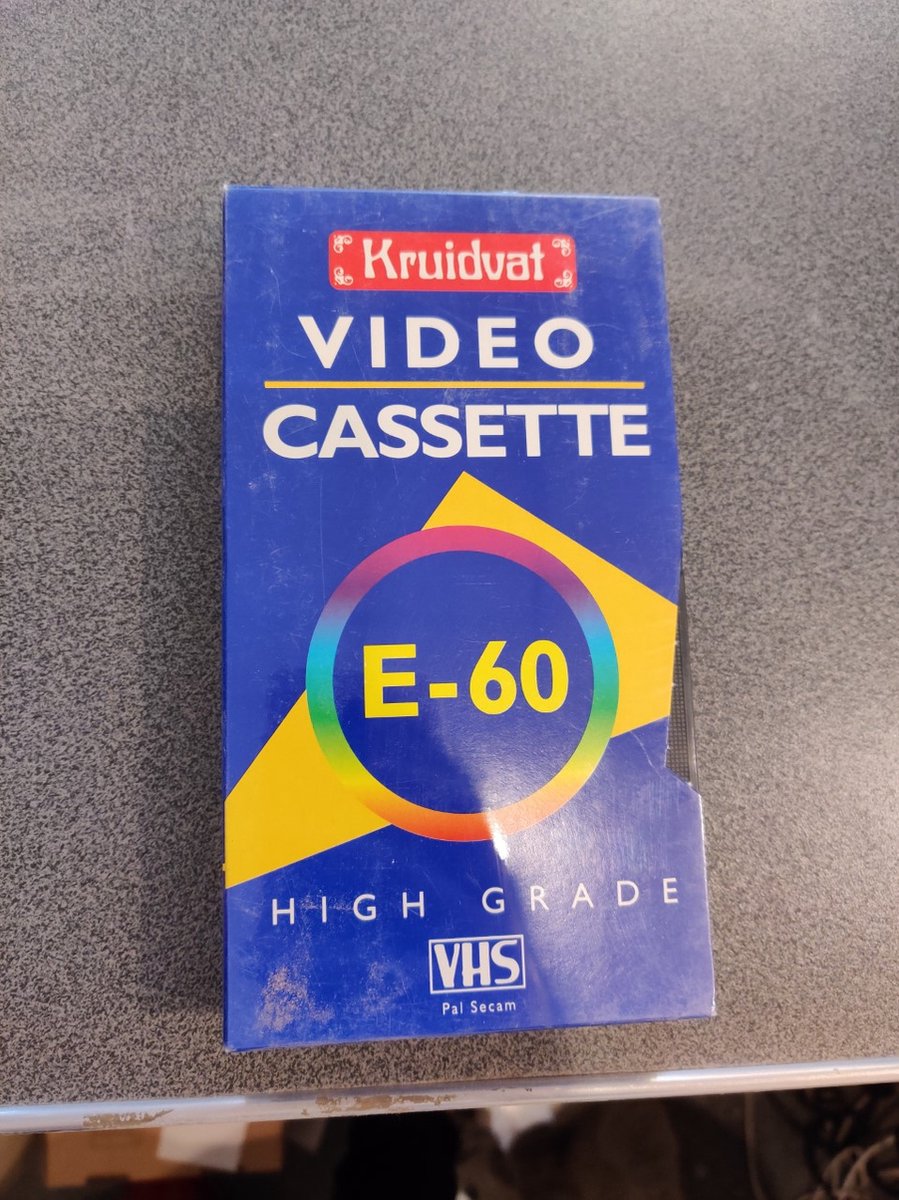 Kruidvat
VIDEO
CASSETTE
E-60
HIGH GRADE
VHS
Pal Secam